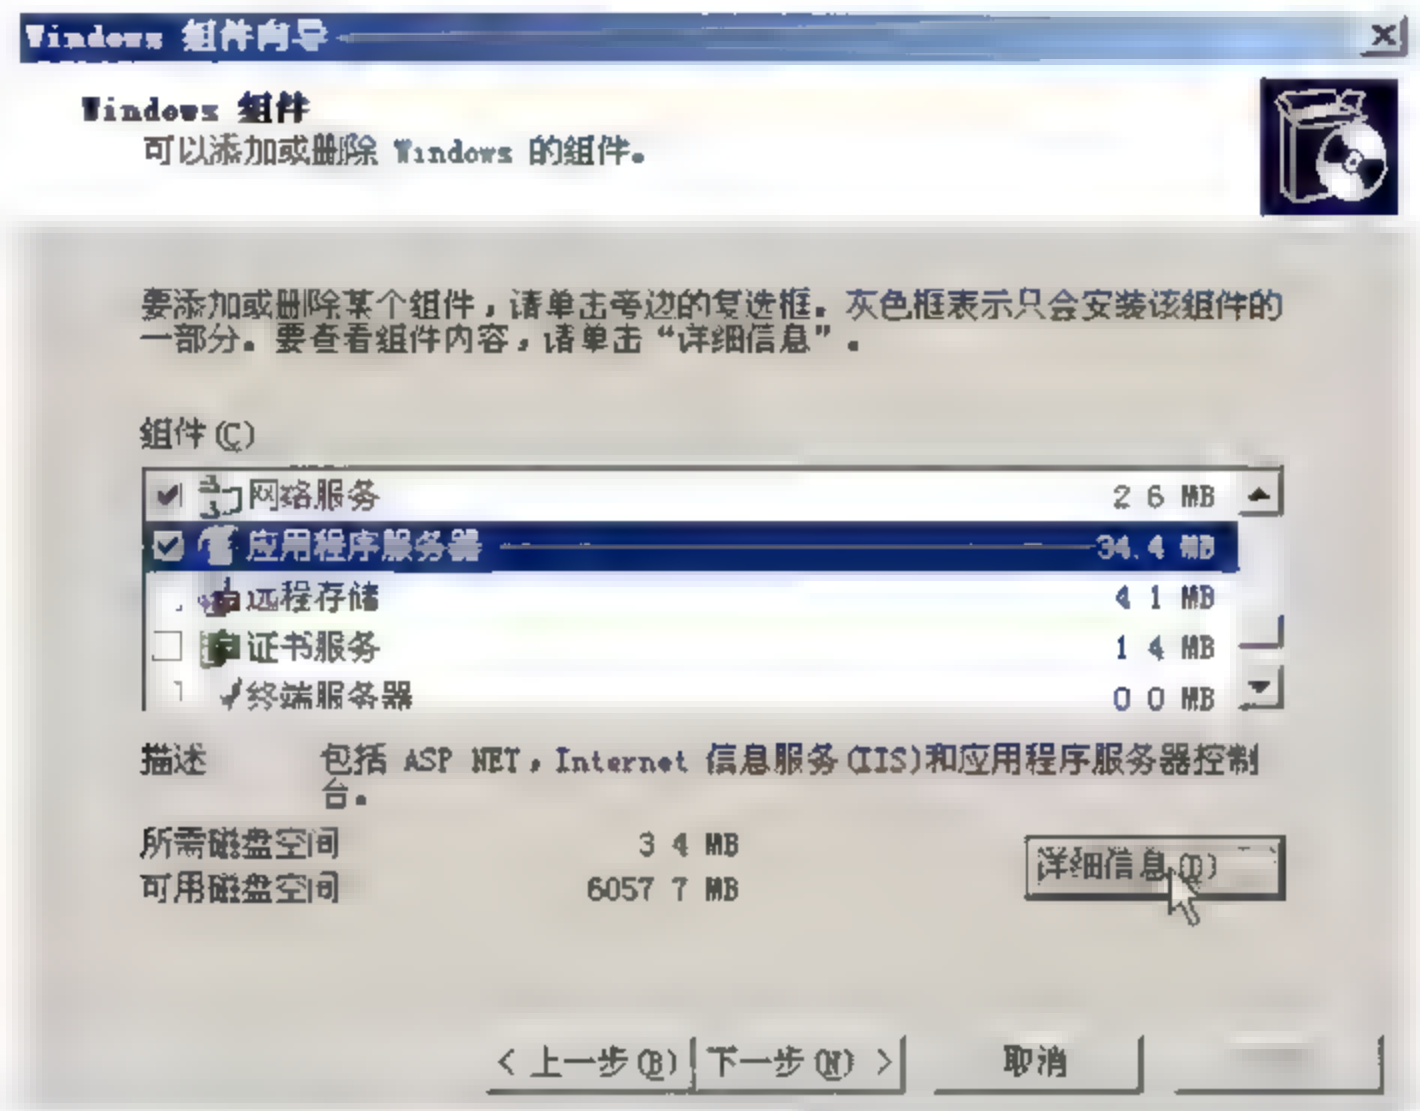 Windows 组件向导
Windows 组件
可以添加或删除 Windows 的组件。
要添加或删除某个组件，请单击旁边的复选框。灰色框表示只会安装该组件的
一部分。要查看组件内容，请单击“详细信息”。
组件(C)
网络服务 2 6 MB
应用程序服务器 34.4 MB
远程存储 4 1 MB
证书服务 1 4 MB
终端服务器 0 0 MB
描述 包括 ASP NET，Internet 信息服务(IIS)和应用程序服务器控制
台。
所需磁盘空间 3 4 MB
可用磁盘空间 6057 7 MB
详细信息(D)
< 上一步(B) 下一步(N) > 取消